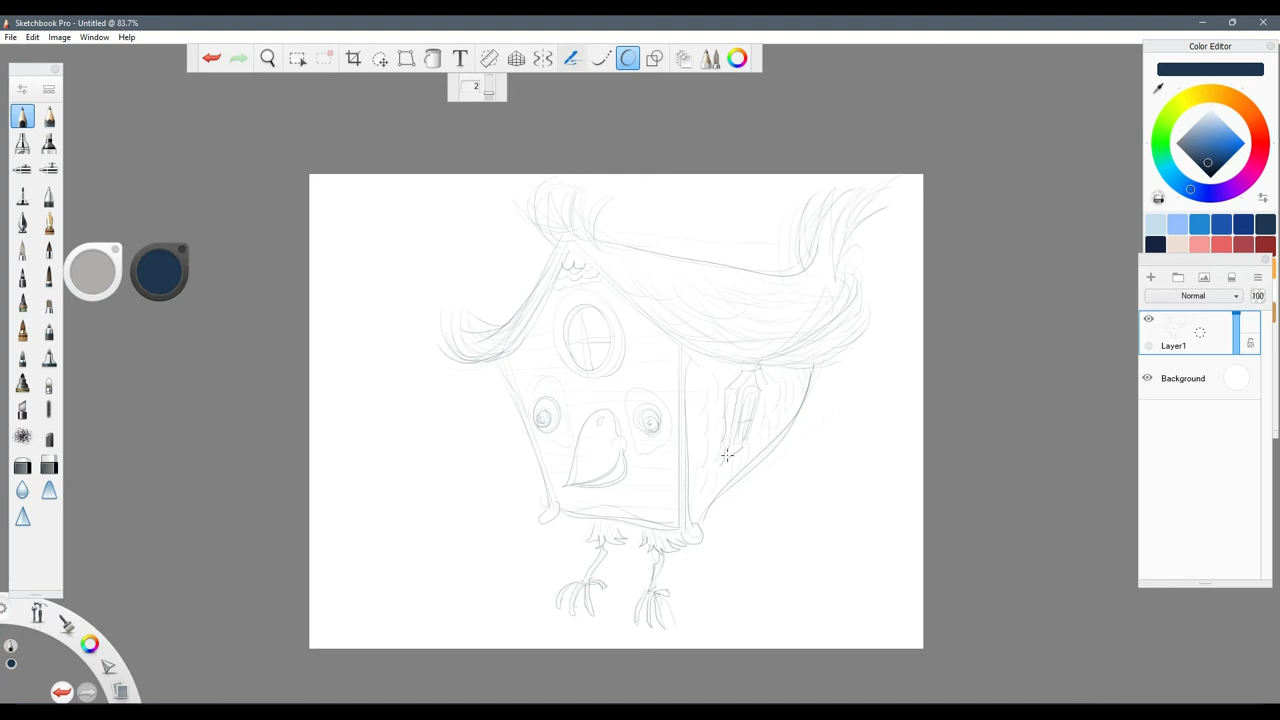 Sketchbook Pro - Untitled @ 83.7%
File Edit Image Window Help
T
2
Color Editor
Normal
100
Layer1
Background